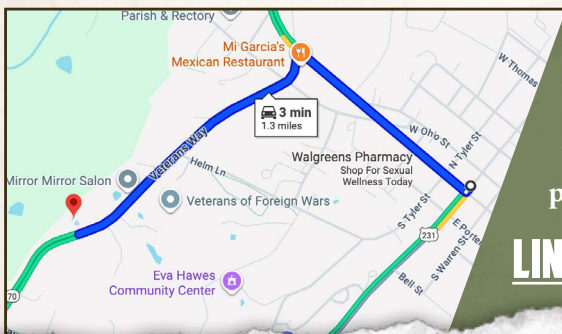 Parish & Rectory
Mi Garcia's
Mexican Restaurant
W Thomas
3 min
1.3 miles
W Ohio St
N Tyler St
Veterans Way
Walgreens Pharmacy
Shop For Sexual
Wellness Today
Helm Ln
Mirror Mirror Salon
Veterans of Foreign Wars
S Tyler St
231
E Porter
S Warren St
Eva Hawes
Community Center
Bell St
70
p
LIN